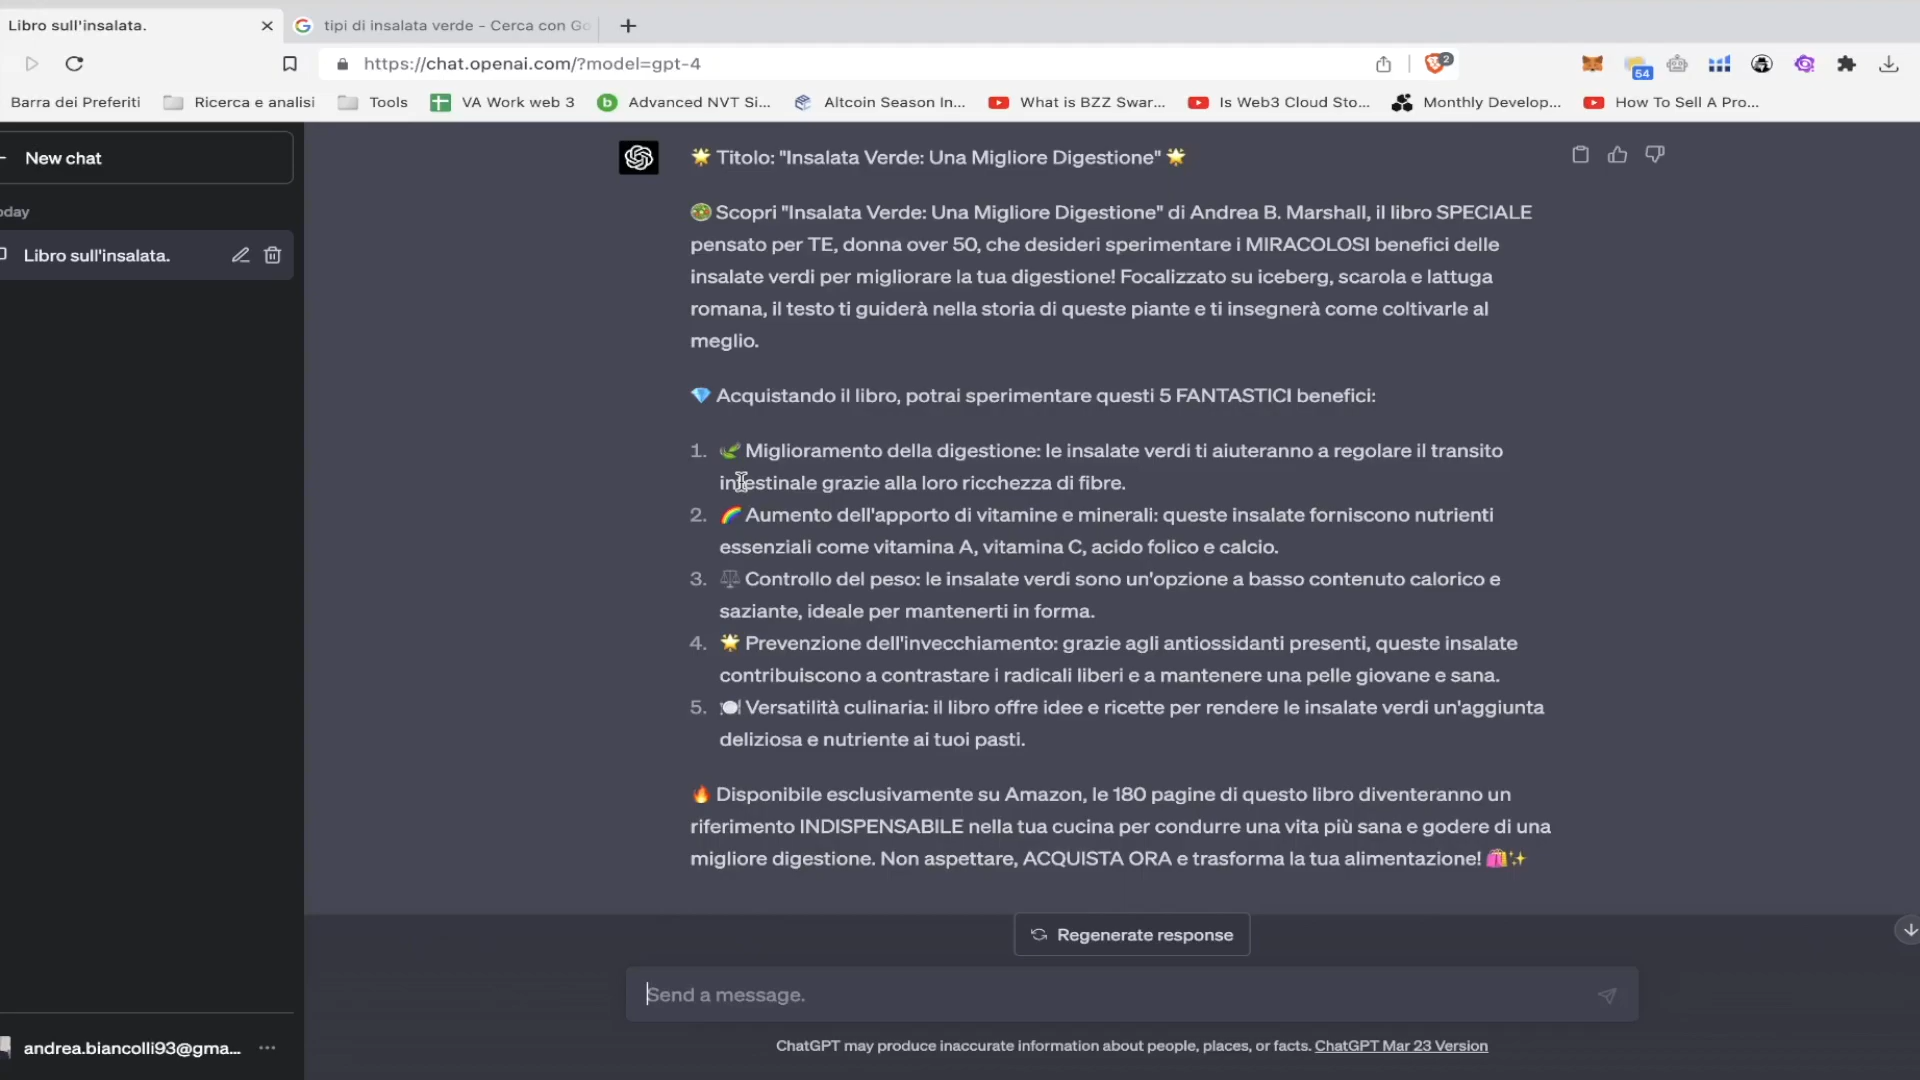 Libro sull'insalata.
tipi di insalata verde - Cerca con Go
https://chat.openai.com/?model=gpt-4
2
54
Barra dei Preferiti
Ricerca e analisi
Tools
VA Work web 3
Advanced NVT Si...
Altcoin Season In...
What is BZZ Swar...
Is Web3 Cloud Sto...
Monthly Develop...
How To Sell A Pro...
New chat
oday
Libro sull'insalata.
🌟 Titolo: "Insalata Verde: Una Migliore Digestione" 🌟
🥗 Scopri "Insalata Verde: Una Migliore Digestione" di Andrea B. Marshall, il libro SPECIALE
pensato per TE, donna over 50, che desideri sperimentare i MIRACOLOSI benefici delle
insalate verdi per migliorare la tua digestione! Focalizzato su iceberg, scarola e lattuga
romana, il testo ti guiderà nella storia di queste piante e ti insegnerà come coltivarle al
meglio.
💎 Acquistando il libro, potrai sperimentare questi 5 FANTASTICI benefici:
1. 🌿 Miglioramento della digestione: le insalate verdi ti aiuteranno a regolare il transito
intestinale grazie alla loro ricchezza di fibre.
2. 🌈 Aumento dell'apporto di vitamine e minerali: queste insalate forniscono nutrienti
essenziali come vitamina A, vitamina C, acido folico e calcio.
3. ⚖️ Controllo del peso: le insalate verdi sono un'opzione a basso contenuto calorico e
saziante, ideale per mantenerti in forma.
4. 🌟 Prevenzione dell'invecchiamento: grazie agli antiossidanti presenti, queste insalate
contribuiscono a contrastare i radicali liberi e a mantenere una pelle giovane e sana.
5. 🍽️ Versatilità culinaria: il libro offre idee e ricette per rendere le insalate verdi un'aggiunta
deliziosa e nutriente ai tuoi pasti.
🔥 Disponibile esclusivamente su Amazon, le 180 pagine di questo libro diventeranno un
riferimento INDISPENSABILE nella tua cucina per condurre una vita più sana e godere di una
migliore digestione. Non aspettare, ACQUISTA ORA e trasforma la tua alimentazione! 🛍️✨
Regenerate response
Send a message.
andrea.biancolli93@gma...
ChatGPT may produce inaccurate information about people, places, or facts. ChatGPT Mar 23 Version